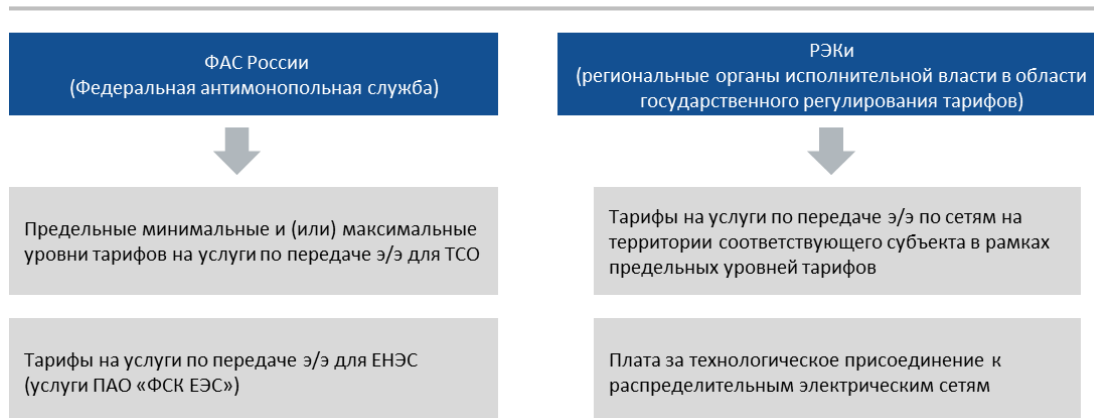 ФАС России
(Федеральная антимонопольная служба)
Предельные минимальные и (или) максимальные
уровни тарифов на услуги по передаче э/э для ТСО
Тарифы на услуги по передаче э/э для ЕНЭС
(услуги ПАО «ФСК ЕЭС»)
РЭКи
(региональные органы исполнительной власти в области
государственного регулирования тарифов)
Тарифы на услуги по передаче э/э по сетям на
территории соответствующего субъекта в рамках
предельных уровней тарифов
Плата за технологическое присоединение к
распределительным электрическим сетям